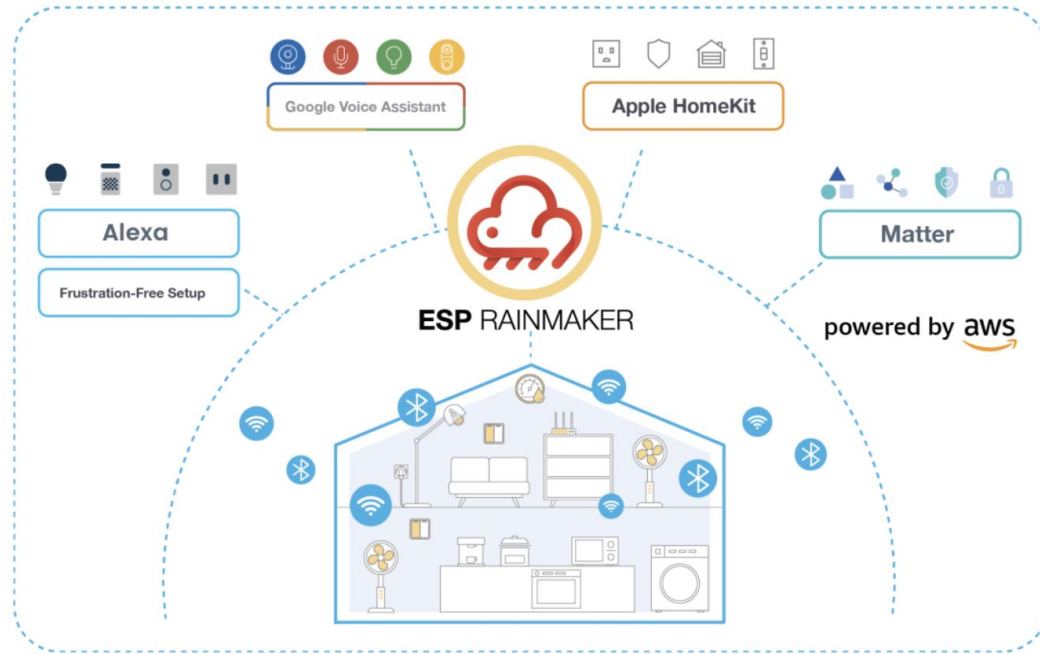 Google Voice Assistant
Apple HomeKit
Alexa
Frustration-Free Setup
Matter
ESP RAINMAKER
powered by aws